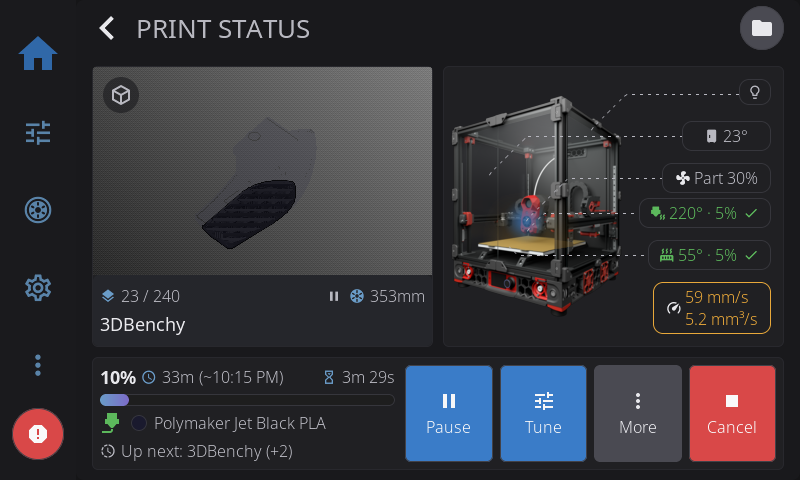 PRINT STATUS
23°
Part 30%
220° · 5%
55° · 5%
59 mm/s
5.2 mm³/s
23 / 240
353mm
3DBenchy
10% 33m (~10:15 PM) 3m 29s
Polymaker Jet Black PLA
Up next: 3DBenchy (+2)
Pause
Tune
More
Cancel